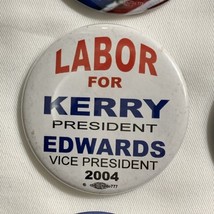 LABOR
FOR
KERRY
PRESIDENT
EDWARDS
VICE PRESIDENT
2004